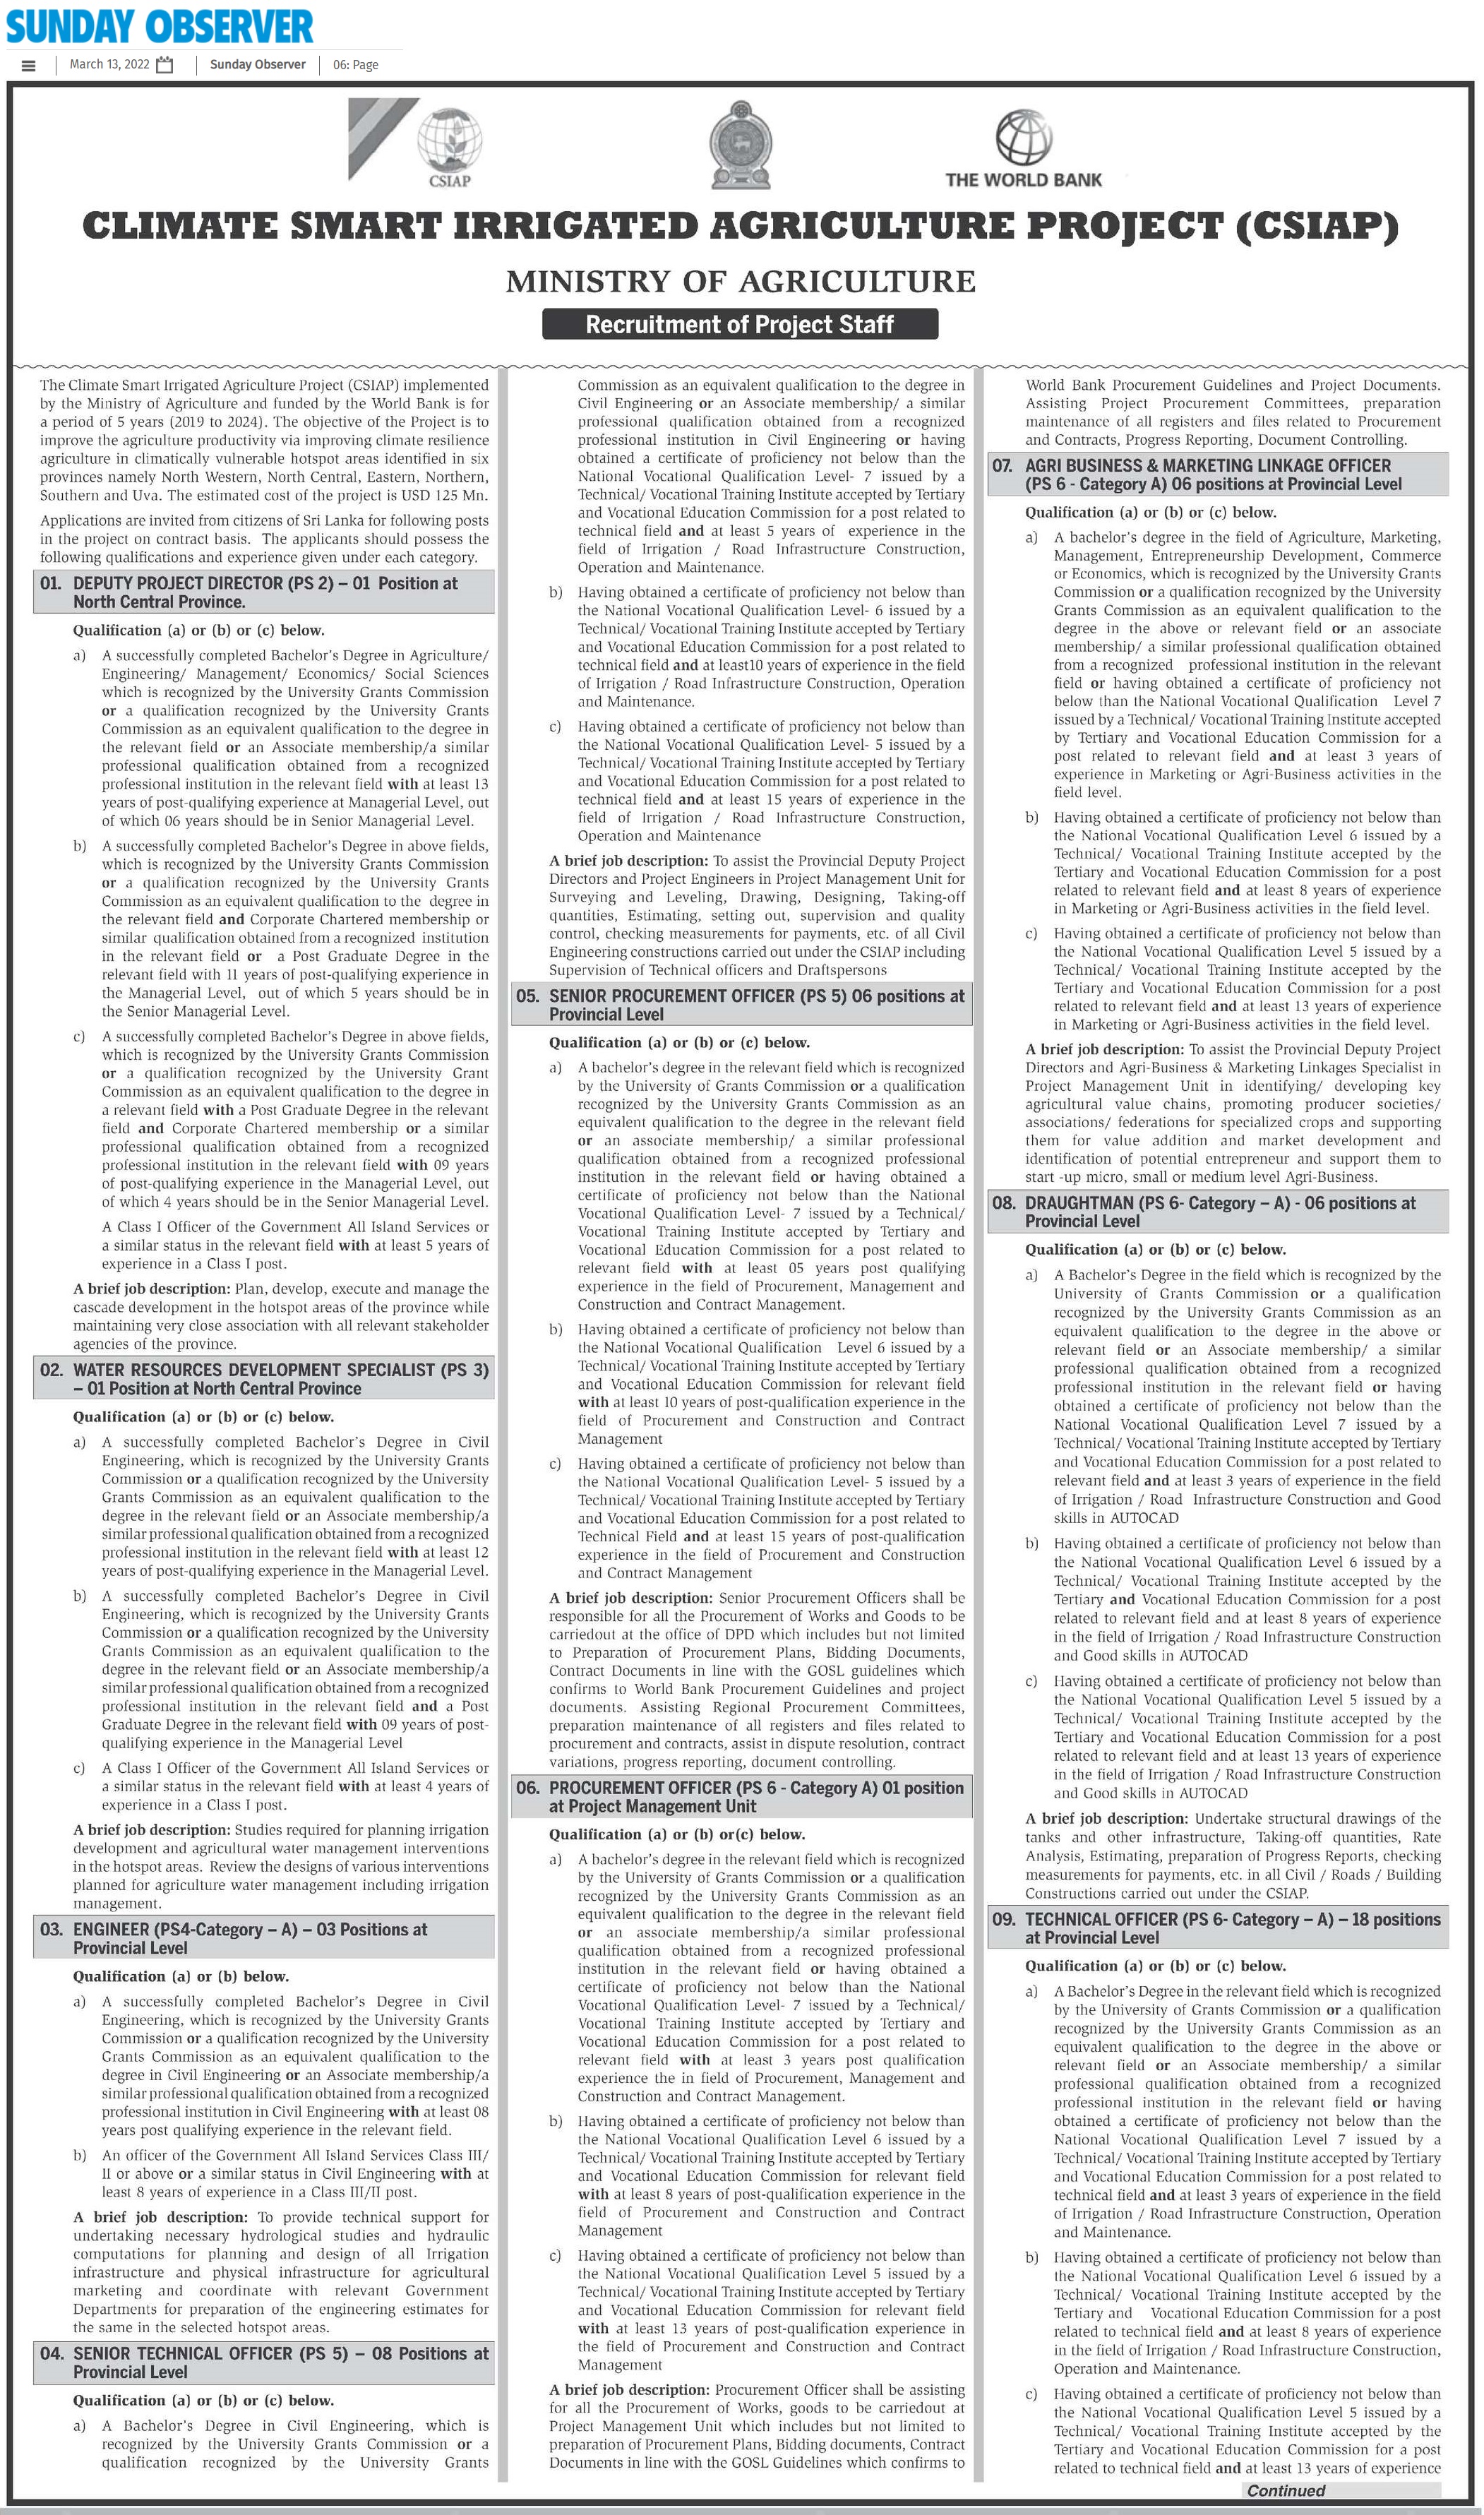 SUNDAY OBSERVER
March 13, 2022
Sunday Observer
06: Page
CSIAP
THE WORLD BANK
CLIMATE SMART IRRIGATED AGRICULTURE PROJECT (CSIAP)
MINISTRY OF AGRICULTURE
Recruitment of Project Staff
The Climate Smart Irrigated Agriculture Project (CSIAP) implemented
by the Ministry of Agriculture and funded by the World Bank is for
a period of 5 years (2019 to 2024). The objective of the Project is to
improve the agriculture productivity via improving climate resilience
agriculture in climatically vulnerable hotspot areas identified in six
provinces namely North Western, North Central, Eastern, Northern,
Southern and Uva. The estimated cost of the project is USD 125 Mn.
Applications are invited from citizens of Sri Lanka for following posts
in the project on contract basis. The applicants should possess the
following qualifications and experience given under each category.
01. DEPUTY PROJECT DIRECTOR (PS 2) – 01 Position at
North Central Province.
Qualification (a) or (b) or (c) below.
a) A successfully completed Bachelor's Degree in Agriculture/
Engineering/ Management/ Economics/ Social Sciences
which is recognized by the University Grants Commission
or a qualification recognized by the University Grants
Commission as an equivalent qualification to the degree in
the relevant field or an Associate membership/a similar
professional qualification obtained from a recognized
professional institution in the relevant field with at least 13
years of post-qualifying experience at Managerial Level, out
of which 06 years should be in Senior Managerial Level.
b) A successfully completed Bachelor's Degree in above fields,
which is recognized by the University Grants Commission
or a qualification recognized by the University Grants
Commission as an equivalent qualification to the degree in
the relevant field and Corporate Chartered membership or
similar qualification obtained from a recognized institution
in the relevant field or a Post Graduate Degree in the
relevant field with 11 years of post-qualifying experience in
the Managerial Level, out of which 5 years should be in
the Senior Managerial Level.
c) A successfully completed Bachelor's Degree in above fields,
which is recognized by the University Grants Commission
or a qualification recognized by the University Grant
Commission as an equivalent qualification to the degree in
a relevant field with a Post Graduate Degree in the relevant
field and Corporate Chartered membership or a similar
professional qualification obtained from a recognized
professional institution in the relevant field with 09 years
of post-qualifying experience in the Managerial Level, out
of which 4 years should be in the Senior Managerial Level.
A Class I Officer of the Government All Island Services or
a similar status in the relevant field with at least 5 years of
experience in a Class I post.
A brief job description: Plan, develop, execute and manage the
cascade development in the hotspot areas of the province while
maintaining very close association with all relevant stakeholder
agencies of the province.
02. WATER RESOURCES DEVELOPMENT SPECIALIST (PS 3)
– 01 Position at North Central Province
Qualification (a) or (b) or (c) below.
a) A successfully completed Bachelor's Degree in Civil
Engineering, which is recognized by the University Grants
Commission or a qualification recognized by the University
Grants Commission as an equivalent qualification to the
degree in the relevant field or an Associate membership/a
similar professional qualification obtained from a recognized
professional institution in the relevant field with at least 12
years of post-qualifying experience in the Managerial Level.
b) A successfully completed Bachelor's Degree in Civil
Engineering, which is recognized by the University Grants
Commission or a qualification recognized by the University
Grants Commission as an equivalent qualification to the
degree in the relevant field or an Associate membership/a
similar professional qualification obtained from a recognized
professional institution in the relevant field and a Post
Graduate Degree in the relevant field with 09 years of post-
qualifying experience in the Managerial Level
c) A Class I Officer of the Government All Island Services or
a similar status in the relevant field with at least 4 years of
experience in a Class I post.
A brief job description: Studies required for planning irrigation
development and agricultural water management interventions
in the hotspot areas. Review the designs of various interventions
planned for agriculture water management including irrigation
management.
03. ENGINEER (PS4-Category – A) – 03 Positions at
Provincial Level
Qualification (a) or (b) below.
a) A successfully completed Bachelor's Degree in Civil
Engineering, which is recognized by the University Grants
Commission or a qualification recognized by the University
Grants Commission as an equivalent qualification to the
degree in Civil Engineering or an Associate membership/a
similar professional qualification obtained from a recognized
professional institution in Civil Engineering with at least 08
years post qualifying experience in the relevant field.
b) An officer of the Government All Island Services Class III/
II or above or a similar status in Civil Engineering with at
least 8 years of experience in a Class III/II post.
A brief job description: To provide technical support for
undertaking necessary hydrological studies and hydraulic
computations for planning and design of all Irrigation
infrastructure and physical infrastructure for agricultural
marketing and coordinate with relevant Government
Departments for preparation of the engineering estimates for
the same in the selected hotspot areas.
04. SENIOR TECHNICAL OFFICER (PS 5) – 08 Positions at
Provincial Level
Qualification (a) or (b) or (c) below.
a) A Bachelor's Degree in Civil Engineering, which is
recognized by the University Grants Commission or a
qualification recognized by the University Grants
Commission as an equivalent qualification to the degree in
Civil Engineering or an Associate membership/ a similar
professional qualification obtained from a recognized
professional institution in Civil Engineering or having
obtained a certificate of proficiency not below than the
National Vocational Qualification Level- 7 issued by a
Technical/ Vocational Training Institute accepted by Tertiary
and Vocational Education Commission for a post related to
technical field and at least 5 years of experience in the
field of Irrigation / Road Infrastructure Construction,
Operation and Maintenance.
b) Having obtained a certificate of proficiency not below than
the National Vocational Qualification Level- 6 issued by a
Technical/ Vocational Training Institute accepted by Tertiary
and Vocational Education Commission for a post related to
technical field and at least10 years of experience in the field
of Irrigation / Road Infrastructure Construction, Operation
and Maintenance.
c) Having obtained a certificate of proficiency not below than
the National Vocational Qualification Level- 5 issued by a
Technical/ Vocational Training Institute accepted by Tertiary
and Vocational Education Commission for a post related to
technical field and at least 15 years of experience in the
field of Irrigation / Road Infrastructure Construction,
Operation and Maintenance
A brief job description: To assist the Provincial Deputy Project
Directors and Project Engineers in Project Management Unit for
Surveying and Leveling, Drawing, Designing, Taking-off
quantities, Estimating, setting out, supervision and quality
control, checking measurements for payments, etc. of all Civil
Engineering constructions carried out under the CSIAP including
Supervision of Technical officers and Draftspersons
05. SENIOR PROCUREMENT OFFICER (PS 5) 06 positions at
Provincial Level
Qualification (a) or (b) or (c) below.
a) A bachelor's degree in the relevant field which is recognized
by the University of Grants Commission or a qualification
recognized by the University Grants Commission as an
equivalent qualification to the degree in the relevant field
or an associate membership/ a similar professional
qualification obtained from a recognized professional
institution in the relevant field or having obtained a
certificate of proficiency not below than the National
Vocational Qualification Level- 7 issued by a Technical/
Vocational Training Institute accepted by Tertiary and
Vocational Education Commission for a post related to
relevant field with at least 05 years post qualifying
experience in the field of Procurement, Management and
Construction and Contract Management.
b) Having obtained a certificate of proficiency not below than
the National Vocational Qualification Level 6 issued by a
Technical/ Vocational Training Institute accepted by Tertiary
and Vocational Education Commission for relevant field
with at least 10 years of post-qualification experience in the
field of Procurement and Construction and Contract
Management
c) Having obtained a certificate of proficiency not below than
the National Vocational Qualification Level- 5 issued by a
Technical/ Vocational Training Institute accepted by Tertiary
and Vocational Education Commission for a post related to
Technical Field and at least 15 years of post-qualification
experience in the field of Procurement and Construction
and Contract Management
A brief job description: Senior Procurement Officers shall be
responsible for all the Procurement of Works and Goods to be
carriedout at the office of DPD which includes but not limited
to Preparation of Procurement Plans, Bidding Documents,
Contract Documents in line with the GOSL guidelines which
confirms to World Bank Procurement Guidelines and project
documents. Assisting Regional Procurement Committees,
preparation maintenance of all registers and files related to
procurement and contracts, assist in dispute resolution, contract
variations, progress reporting, document controlling.
06. PROCUREMENT OFFICER (PS 6 - Category A) 01 position
at Project Management Unit
Qualification (a) or (b) or(c) below.
a) A bachelor's degree in the relevant field which is recognized
by the University of Grants Commission or a qualification
recognized by the University Grants Commission as an
equivalent qualification to the degree in the relevant field
or an associate membership/a similar professional
qualification obtained from a recognized professional
institution in the relevant field or having obtained a
certificate of proficiency not below than the National
Vocational Qualification Level- 7 issued by a Technical/
Vocational Training Institute accepted by Tertiary and
Vocational Education Commission for a post related to
relevant field with at least 3 years post qualification
experience the in field of Procurement, Management and
Construction and Contract Management.
b) Having obtained a certificate of proficiency not below than
the National Vocational Qualification Level 6 issued by a
Technical/ Vocational Training Institute accepted by Tertiary
and Vocational Education Commission for relevant field
with at least 8 years of post-qualification experience in the
field of Procurement and Construction and Contract
Management
c) Having obtained a certificate of proficiency not below than
the National Vocational Qualification Level 5 issued by a
Technical/ Vocational Training Institute accepted by Tertiary
and Vocational Education Commission for relevant field
with at least 13 years of post-qualification experience in
the field of Procurement and Construction and Contract
Management
A brief job description: Procurement Officer shall be assisting
for all the Procurement of Works, goods to be carriedout at
Project Management Unit which includes but not limited to
preparation of Procurement Plans, Bidding documents, Contract
Documents in line with the GOSL Guidelines which confirms to
World Bank Procurement Guidelines and Project Documents.
Assisting Project Procurement Committees, preparation
maintenance of all registers and files related to Procurement
and Contracts, Progress Reporting, Document Controlling.
07. AGRI BUSINESS & MARKETING LINKAGE OFFICER
(PS 6 - Category A) 06 positions at Provincial Level
Qualification (a) or (b) or (c) below.
a) A bachelor's degree in the field of Agriculture, Marketing,
Management, Entrepreneurship Development, Commerce
or Economics, which is recognized by the University Grants
Commission or a qualification recognized by the University
Grants Commission as an equivalent qualification to the
degree in the above or relevant field or an associate
membership/ a similar professional qualification obtained
from a recognized professional institution in the relevant
field or having obtained a certificate of proficiency not
below than the National Vocational Qualification Level 7
issued by a Technical/ Vocational Training Institute accepted
by Tertiary and Vocational Education Commission for a
post related to relevant field and at least 3 years of
experience in Marketing or Agri-Business activities in the
field level.
b) Having obtained a certificate of proficiency not below than
the National Vocational Qualification Level 6 issued by a
Technical/ Vocational Training Institute accepted by the
Tertiary and Vocational Education Commission for a post
related to relevant field and at least 8 years of experience
in Marketing or Agri-Business activities in the field level.
c) Having obtained a certificate of proficiency not below than
the National Vocational Qualification Level 5 issued by a
Technical/ Vocational Training Institute accepted by the
Tertiary and Vocational Education Commission for a post
related to relevant field and at least 13 years of experience
in Marketing or Agri-Business activities in the field level.
A brief job description: To assist the Provincial Deputy Project
Directors and Agri-Business & Marketing Linkages Specialist in
Project Management Unit in identifying/ developing key
agricultural value chains, promoting producer societies/
associations/ federations for specialized crops and supporting
them for value addition and market development and
identification of potential entrepreneur and support them to
start -up micro, small or medium level Agri-Business.
08. DRAUGHTMAN (PS 6- Category – A) - 06 positions at
Provincial Level
Qualification (a) or (b) or (c) below.
a) A Bachelor's Degree in the field which is recognized by the
University of Grants Commission or a qualification
recognized by the University Grants Commission as an
equivalent qualification to the degree in the above or
relevant field or an Associate membership/ a similar
professional qualification obtained from a recognized
professional institution in the relevant field or having
obtained a certificate of proficiency not below than the
National Vocational Qualification Level 7 issued by a
Technical/ Vocational Training Institute accepted by Tertiary
and Vocational Education Commission for a post related to
relevant field and at least 3 years of experience in the field
of Irrigation / Road Infrastructure Construction and Good
skills in AUTOCAD
b) Having obtained a certificate of proficiency not below than
the National Vocational Qualification Level 6 issued by a
Technical/ Vocational Training Institute accepted by the
Tertiary and Vocational Education Commission for a post
related to relevant field and at least 8 years of experience
in the field of Irrigation / Road Infrastructure Construction
and Good skills in AUTOCAD
c) Having obtained a certificate of proficiency not below than
the National Vocational Qualification Level 5 issued by a
Technical/ Vocational Training Institute accepted by the
Tertiary and Vocational Education Commission for a post
related to relevant field and at least 13 years of experience
in the field of Irrigation / Road Infrastructure Construction
and Good skills in AUTOCAD
A brief job description: Undertake structural drawings of the
tanks and other infrastructure, Taking-off quantities, Rate
Analysis, Estimating, preparation of Progress Reports, checking
measurements for payments, etc. in all Civil / Roads / Building
Constructions carried out under the CSIAP.
09. TECHNICAL OFFICER (PS 6- Category – A) – 18 positions
at Provincial Level
Qualification (a) or (b) or (c) below.
a) A Bachelor's Degree in the relevant field which is recognized
by the University of Grants Commission or a qualification
recognized by the University Grants Commission as an
equivalent qualification to the degree in the above or
relevant field or an Associate membership/ a similar
professional qualification obtained from a recognized
professional institution in the relevant field or having
obtained a certificate of proficiency not below than the
National Vocational Qualification Level 7 issued by a
Technical/ Vocational Training Institute accepted by Tertiary
and Vocational Education Commission for a post related to
technical field and at least 3 years of experience in the field
of Irrigation / Road Infrastructure Construction, Operation
and Maintenance.
b) Having obtained a certificate of proficiency not below than
the National Vocational Qualification Level 6 issued by a
Technical/ Vocational Training Institute accepted by the
Tertiary and Vocational Education Commission for a post
related to technical field and at least 8 years of experience
in the field of Irrigation / Road Infrastructure Construction,
Operation and Maintenance.
c) Having obtained a certificate of proficiency not below than
the National Vocational Qualification Level 5 issued by a
Technical/ Vocational Training Institute accepted by the
Tertiary and Vocational Education Commission for a post
related to technical field and at least 13 years of experience
Continued